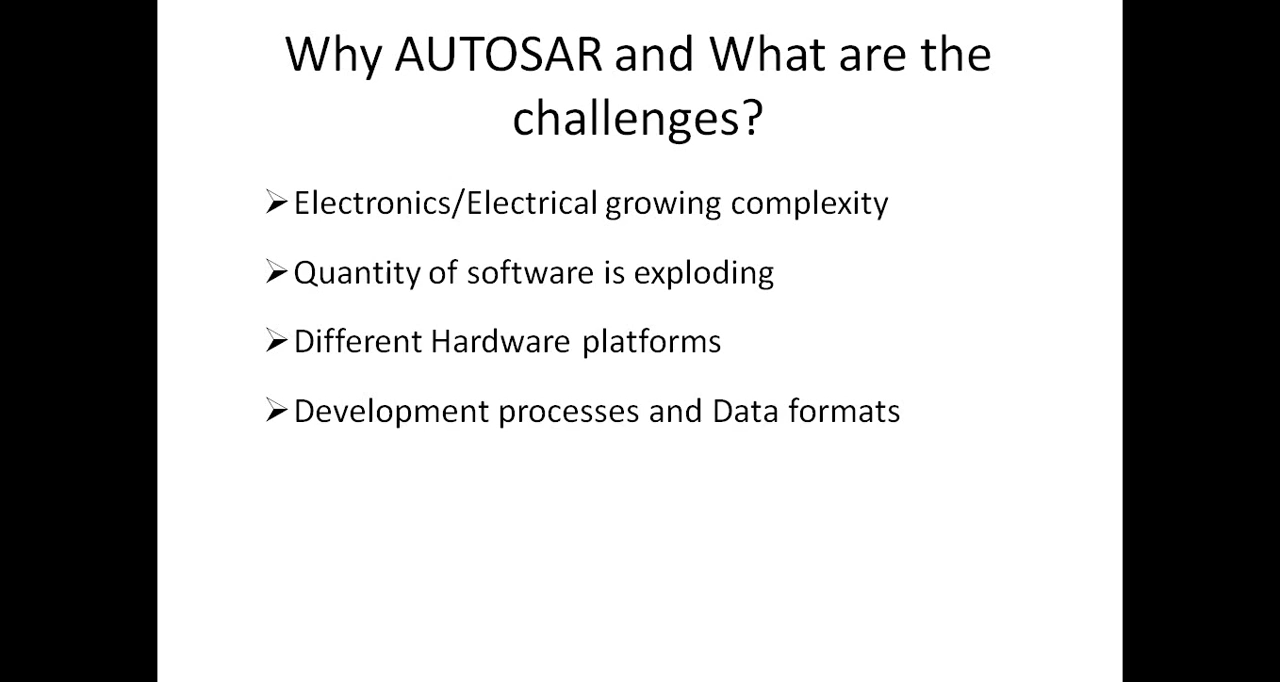 Why AUTOSAR and What are the
challenges?
➢Electronics/Electrical growing complexity
➢Quantity of software is exploding
➢Different Hardware platforms
➢Development processes and Data formats